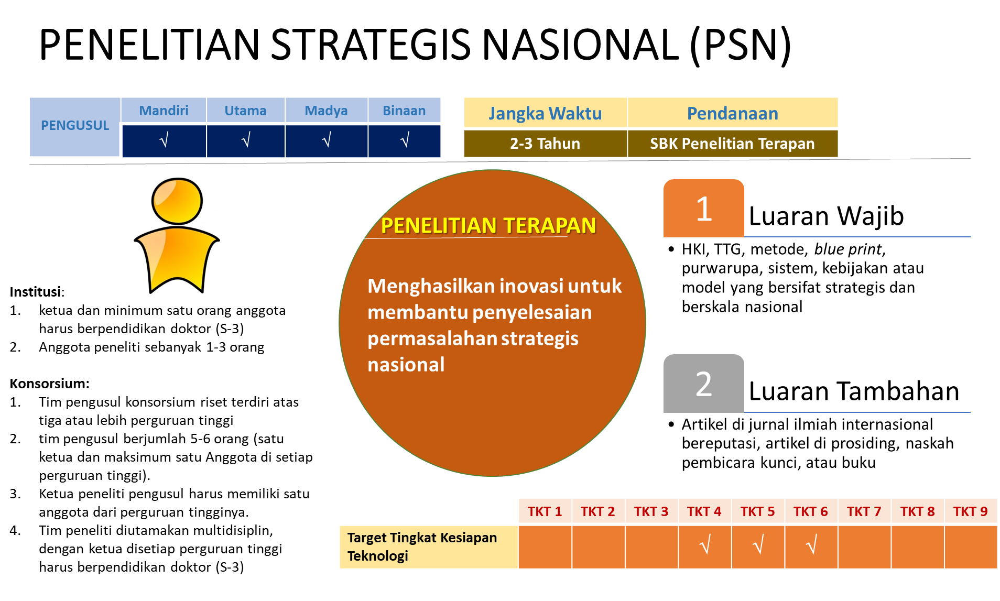 PENELITIAN STRATEGIS NASIONAL (PSN)
PENGUSUL
Mandiri Utama Madya Binaan
√ √ √ √
Jangka Waktu Pendanaan
2-3 Tahun SBK Penelitian Terapan
Institusi:
1. ketua dan minimum satu orang anggota
harus berpendidikan doktor (S-3)
2. Anggota peneliti sebanyak 1-3 orang
Konsorsium:
1. Tim pengusul konsorsium riset terdiri atas
tiga atau lebih perguruan tinggi
2. tim pengusul berjumlah 5-6 orang (satu
ketua dan maksimum satu Anggota di setiap
perguruan tinggi).
3. Ketua peneliti pengusul harus memiliki satu
anggota dari perguruan tingginya.
4. Tim peneliti diutamakan multidisiplin,
dengan ketua disetiap perguruan tinggi
harus berpendidikan doktor (S-3)
PENELITIAN TERAPAN
Menghasilkan inovasi untuk
membantu penyelesaian
permasalahan strategis
nasional
1 Luaran Wajib
• HKI, TTG, metode, blue print,
purwarupa, sistem, kebijakan atau
model yang bersifat strategis dan
berskala nasional
2 Luaran Tambahan
• Artikel di jurnal ilmiah internasional
bereputasi, artikel di prosiding, naskah
pembicara kunci, atau buku
TKT 1 TKT 2 TKT 3 TKT 4 TKT 5 TKT 6 TKT 7 TKT 8 TKT 9
Target Tingkat Kesiapan
Teknologi
√ √ √